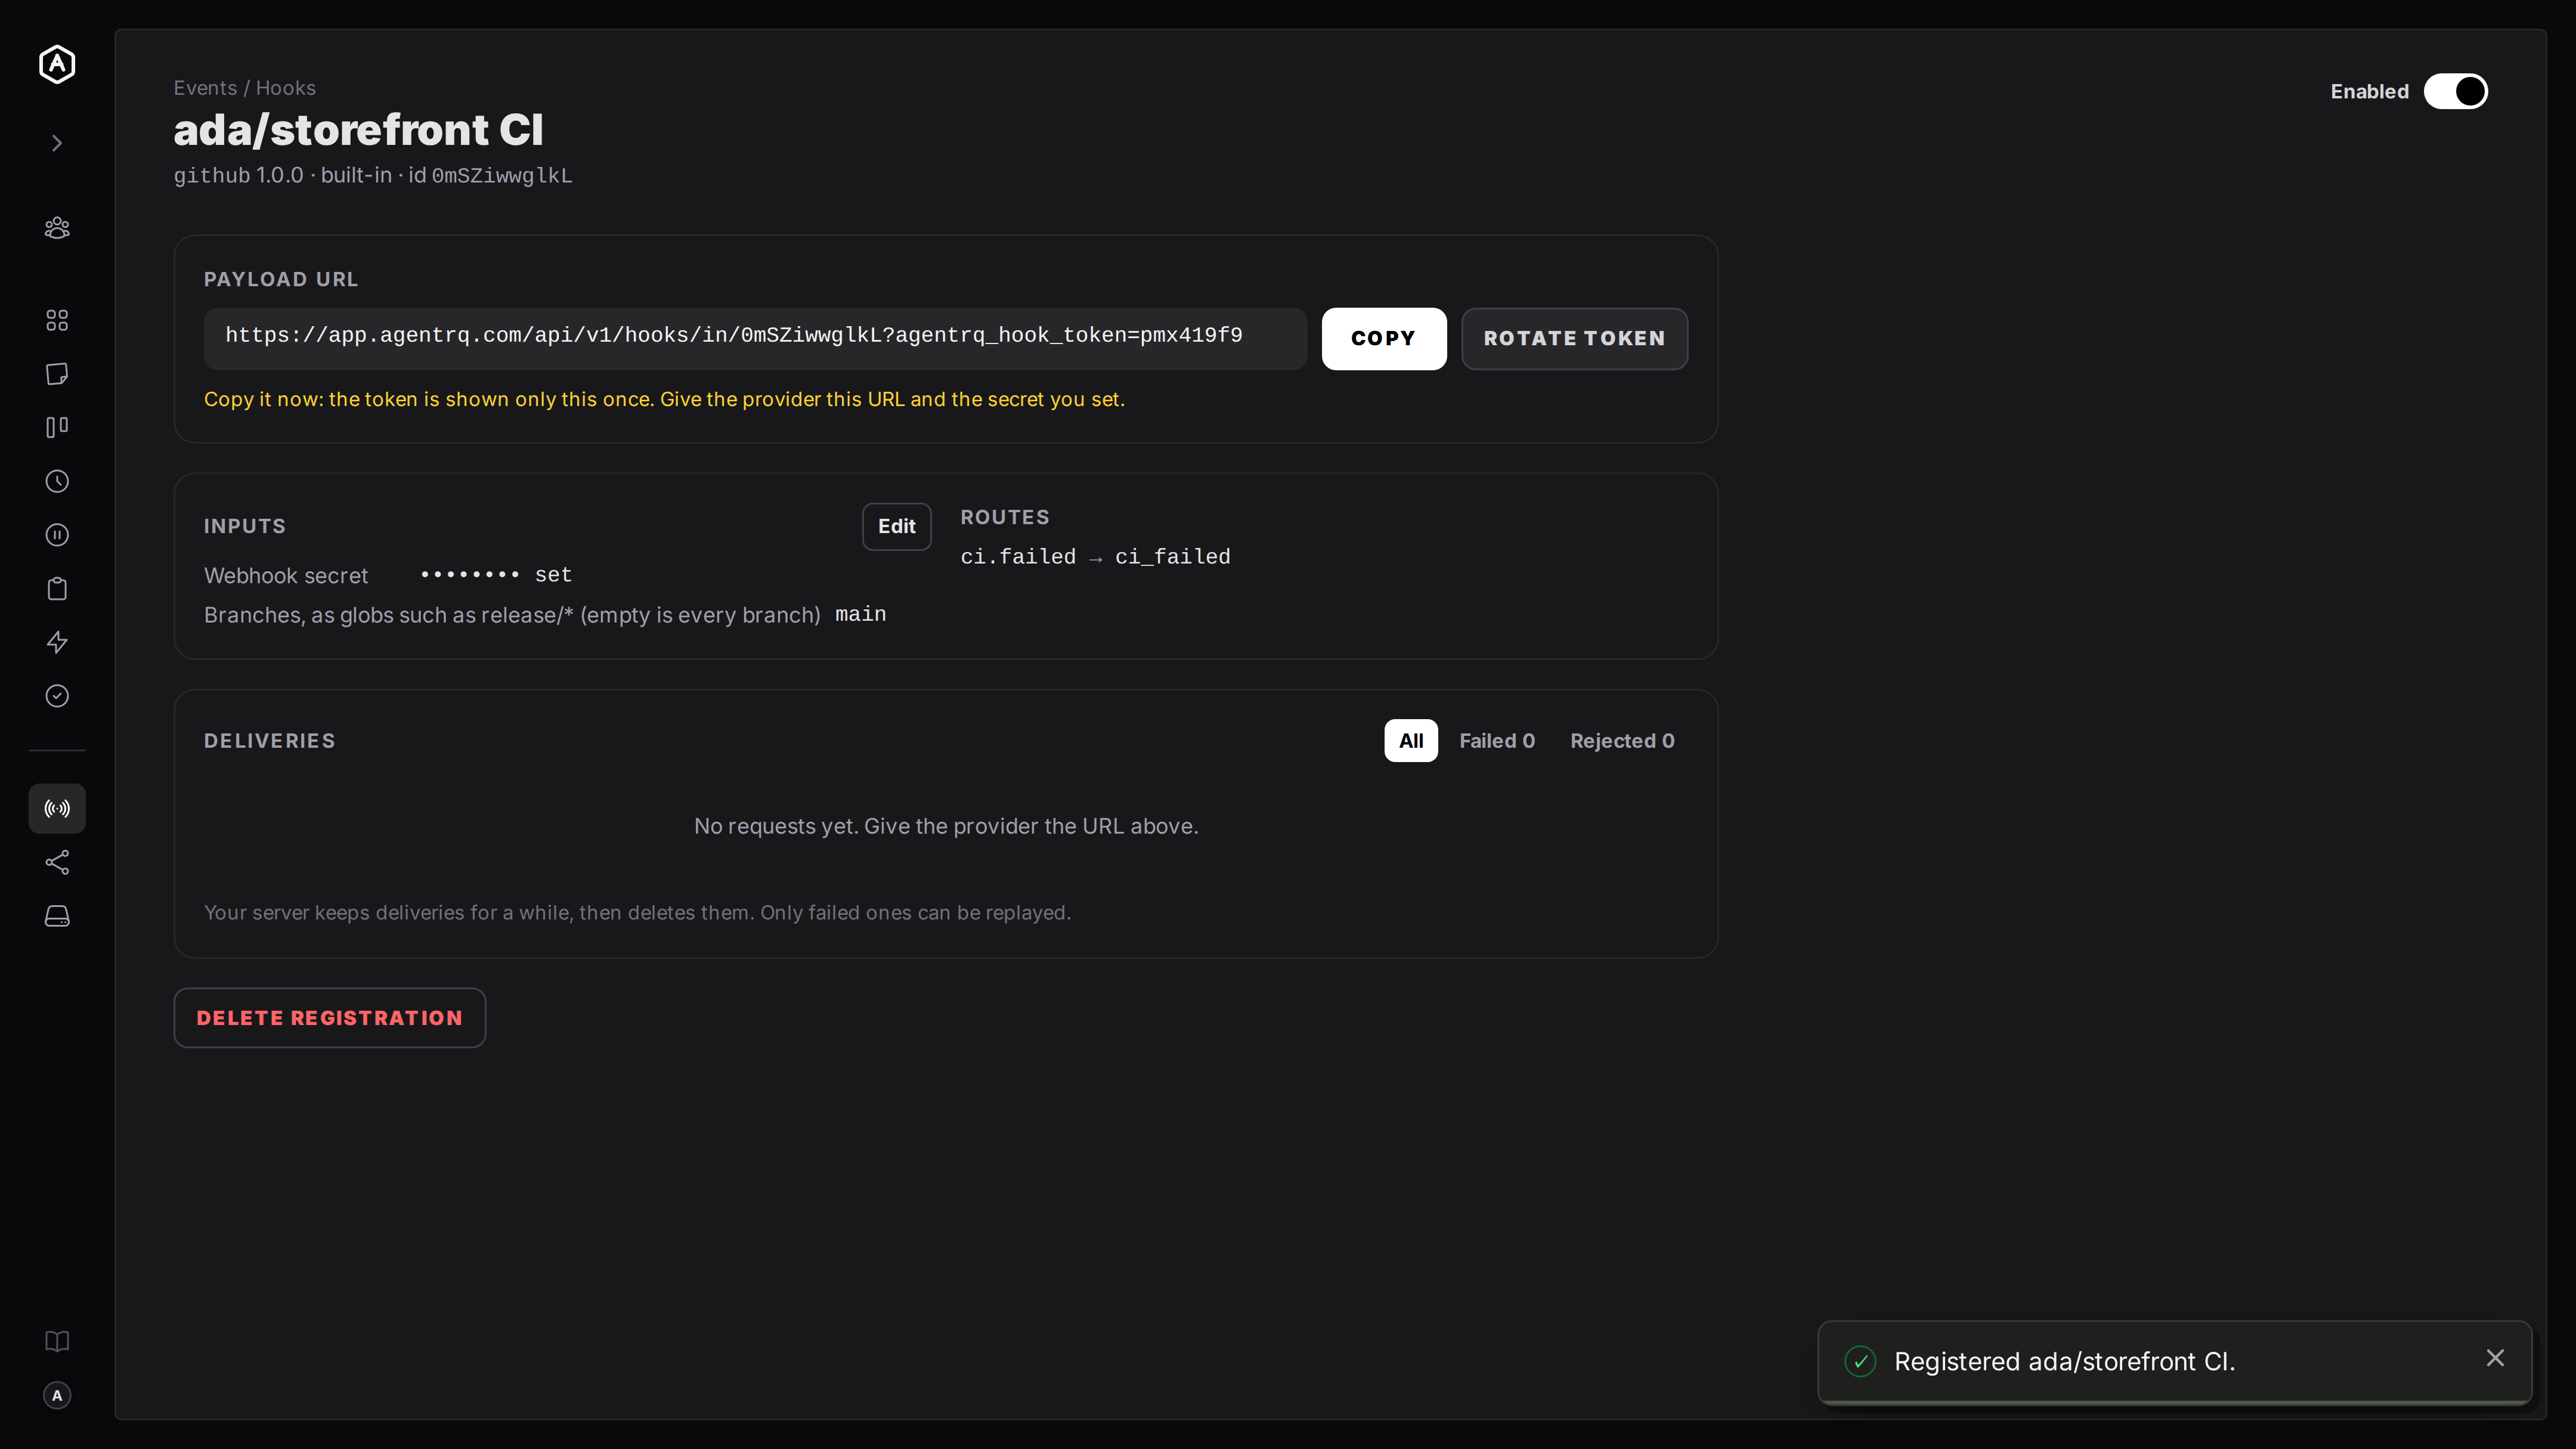 Events / Hooks
Enabled
ada/storefront CI
github 1.0.0 · built-in · id 0mSZiwwglkL
PAYLOAD URL
https://app.agentrq.com/api/v1/hooks/in/0mSZiwwglkL?agentrq_hook_token=pmx419f9
COPY
ROTATE TOKEN
Copy it now: the token is shown only this once. Give the provider this URL and the secret you set.
INPUTS
Edit
Webhook secret •••••••• set
Branches, as globs such as release/* (empty is every branch) main
ROUTES
ci.failed → ci_failed
DELIVERIES
All
Failed 0
Rejected 0
No requests yet. Give the provider the URL above.
Your server keeps deliveries for a while, then deletes them. Only failed ones can be replayed.
DELETE REGISTRATION
Registered ada/storefront CI.
A